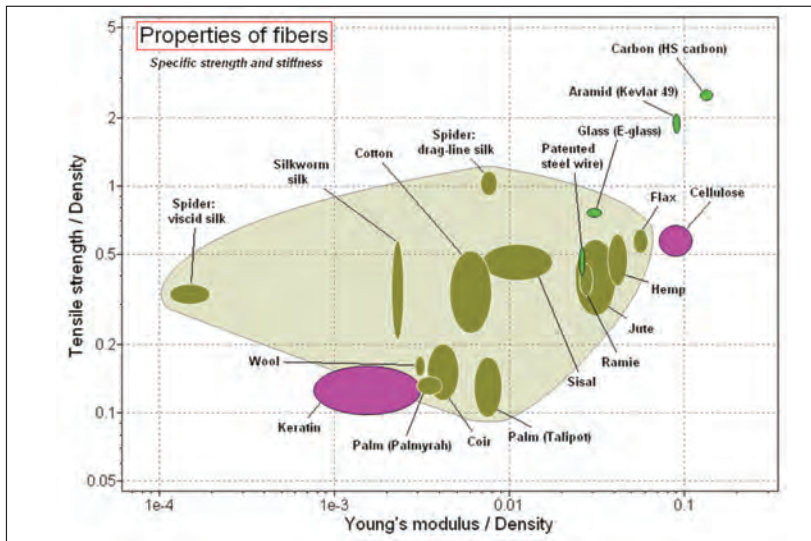 Properties of fibers
Specific strength and stiffness
Carbon (HS carbon)
Aramid (Kevlar 49)
Glass (E-glass)
Spider:
drag-line silk
Patented
steel wire)
Cotton
Silkworm
silk
Spider:
viscid silk
Flax
Cellulose
Hemp
Jute
Ramie
Sisal
Wool
Keratin
Palm (Palmyrah)
Coir
Palm (Talipot)
Tensile strength / Density
5
2
1
0.5
0.2
0.1
0.05
1e-4
1e-3
0.01
0.1
Young's modulus / Density